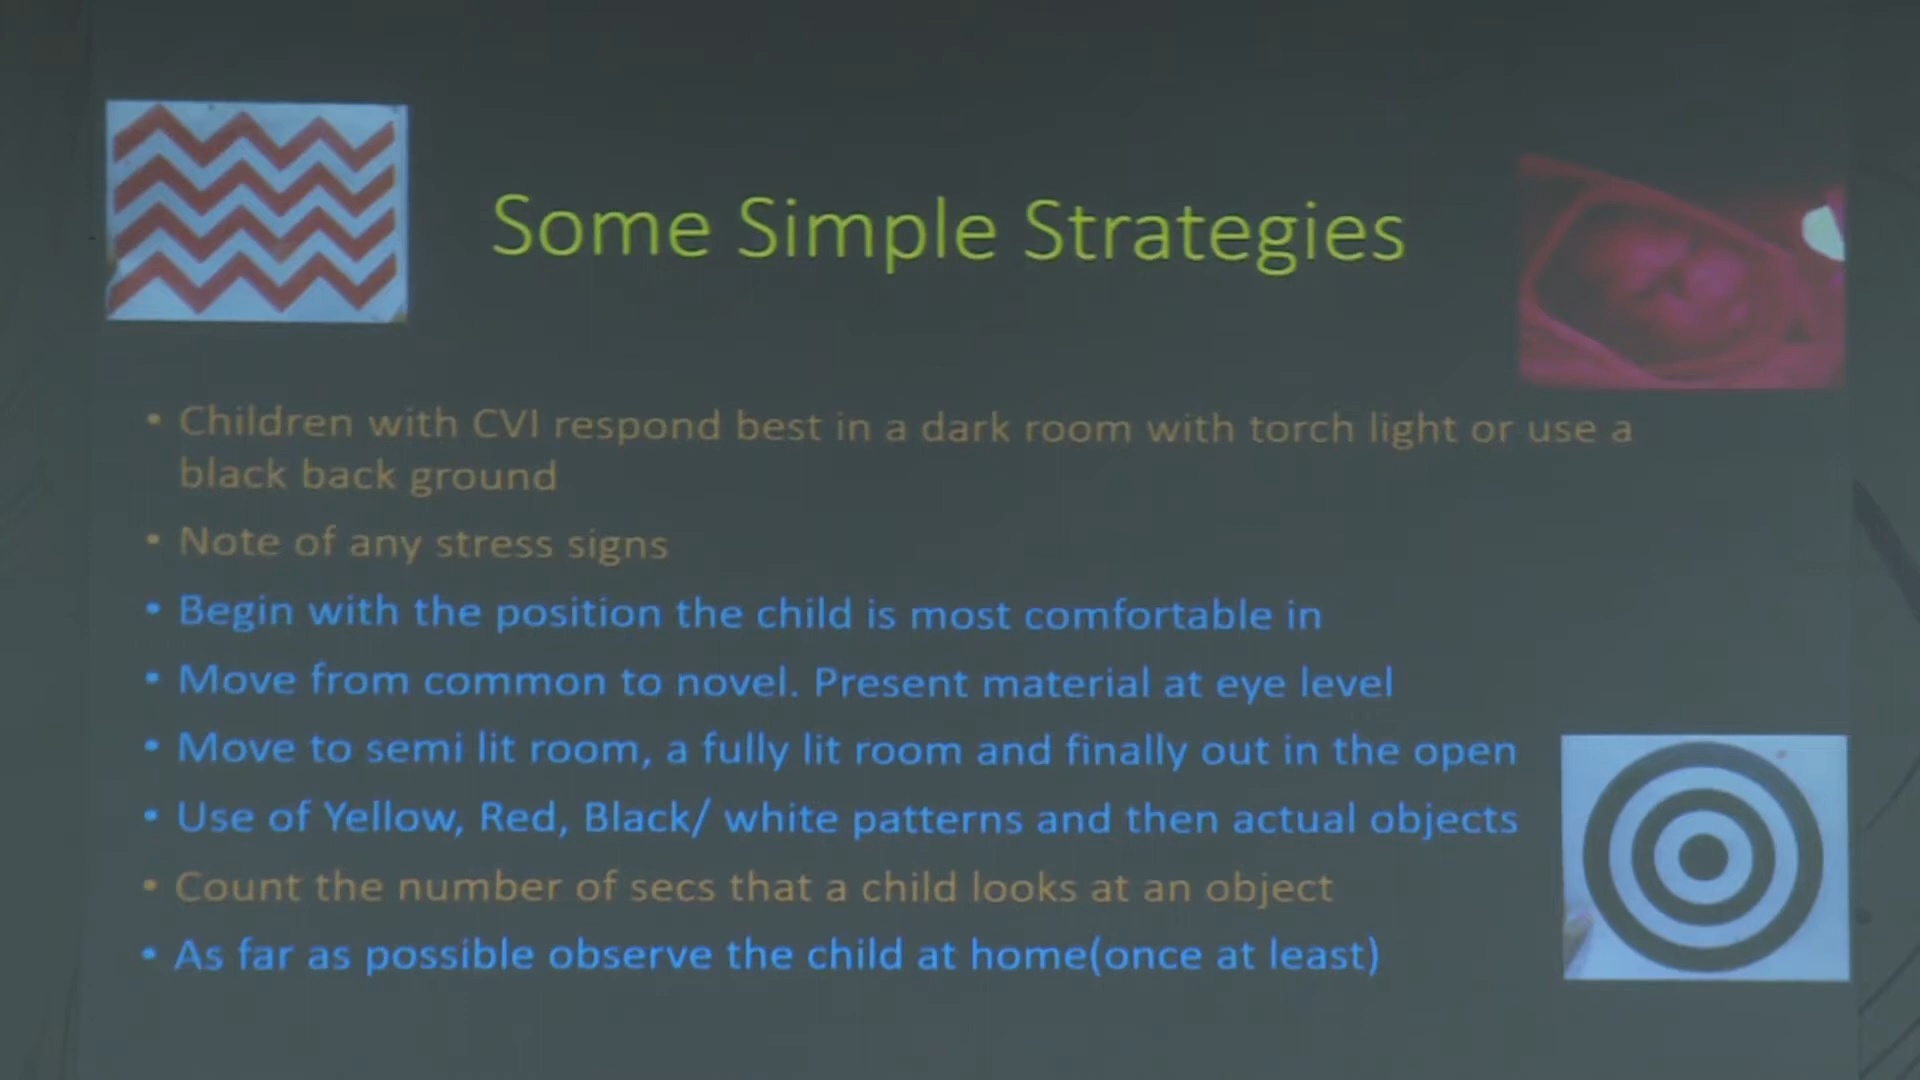 Some Simple Strategies
• Children with CVI respond best in a dark room with torch light or use a
black back ground
• Note of any stress signs
• Begin with the position the child is most comfortable in
• Move from common to novel. Present material at eye level
• Move to semi lit room, a fully lit room and finally out in the open
• Use of Yellow, Red, Black/ white patterns and then actual objects
• Count the number of secs that a child looks at an object
• As far as possible observe the child at home(once at least)